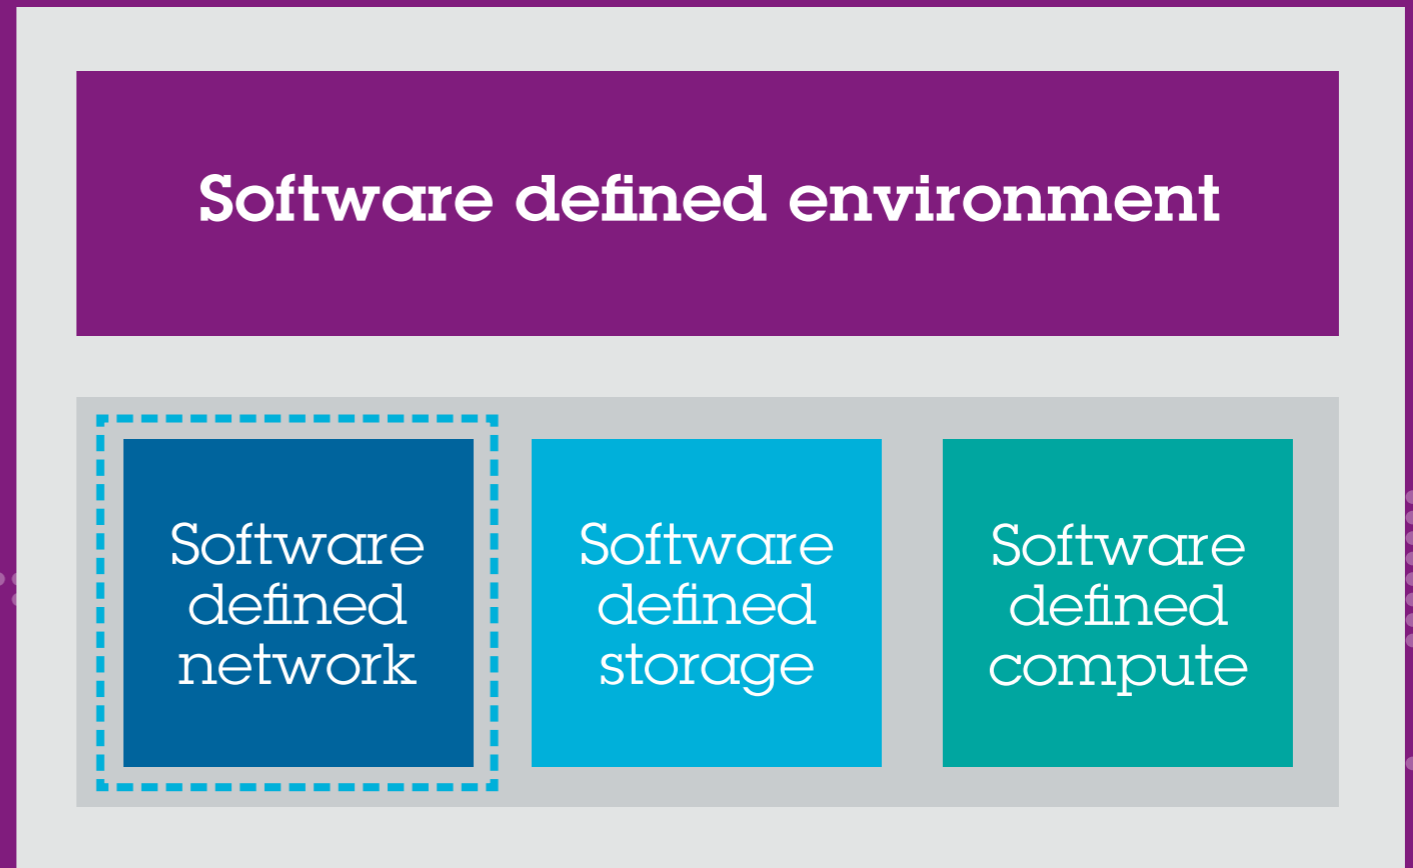 Software defined environment
Software
defined
network
Software
defined
storage
Software
defined
compute